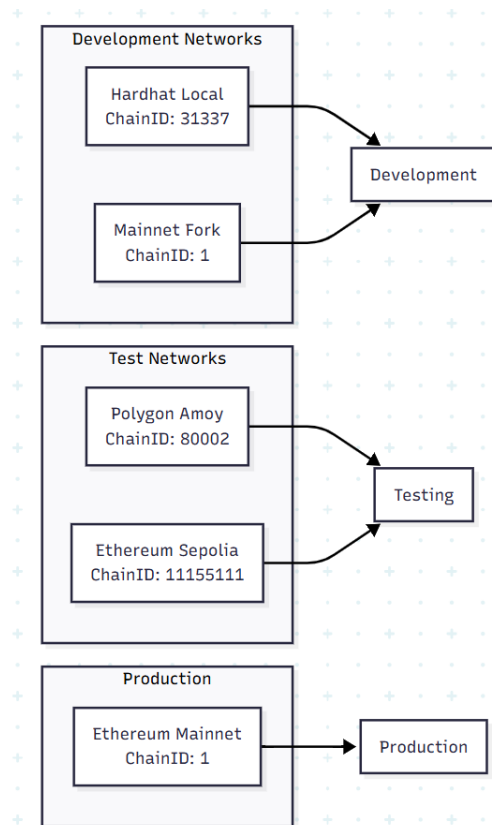 Development Networks
Hardhat Local
ChainID: 31337
Development
Mainnet Fork
ChainID: 1
Test Networks
Polygon Amoy
ChainID: 80002
Testing
Ethereum Sepolia
ChainID: 11155111
Production
Ethereum Mainnet
ChainID: 1
Production